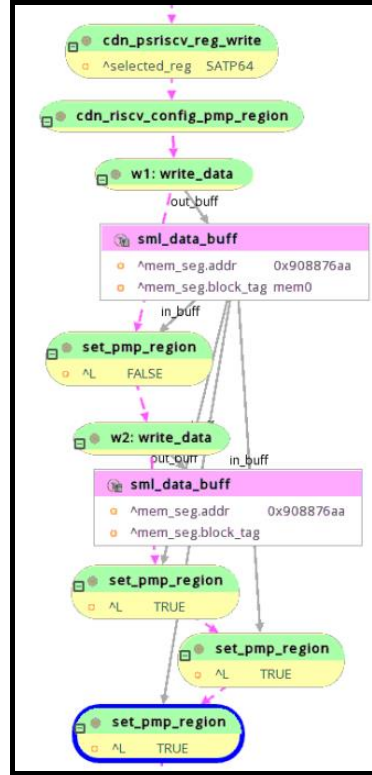 cdn_psriscv_reg_write
^selected_reg SATP64
cdn_riscv_config_pmp_region
w1: write_data
out_buff
sml_data_buff
^mem_seg.addr 0x908876aa
^mem_seg.block_tag mem0
in_buff
set_pmp_region
^L FALSE
w2: write_data
out_buff in_buff
sml_data_buff
^mem_seg.addr 0x908876aa
^mem_seg.block_tag
set_pmp_region
^L TRUE
set_pmp_region
^L TRUE
set_pmp_region
^L TRUE